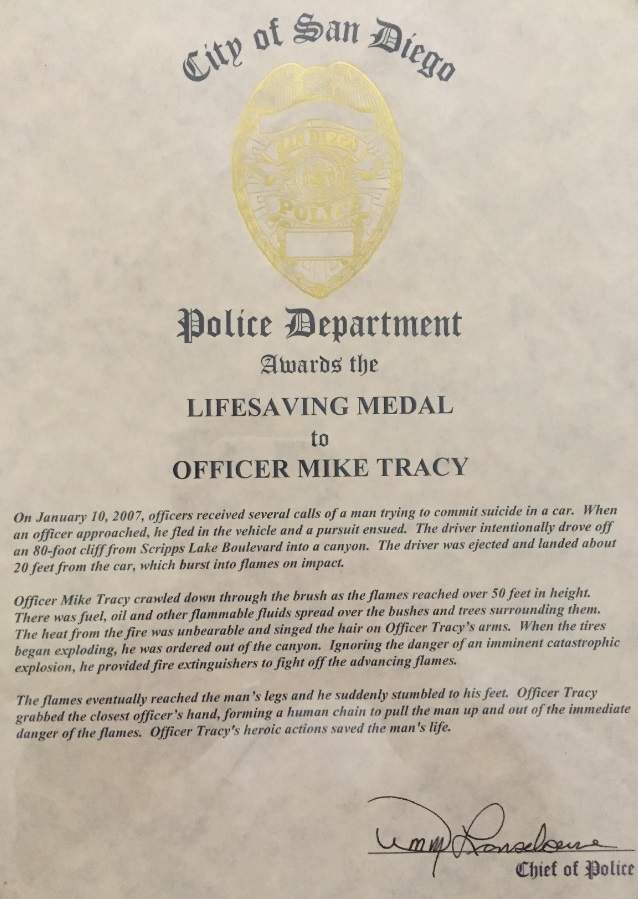 City of San Diego
SAN DIEGO
POLICE
Police Department
Awards the
LIFESAVING MEDAL
to
OFFICER MIKE TRACY
On January 10, 2007, officers received several calls of a man trying to commit suicide in a car. When
an officer approached, he fled in the vehicle and a pursuit ensued. The driver intentionally drove off
an 80-foot cliff from Scripps Lake Boulevard into a canyon. The driver was ejected and landed about
20 feet from the car, which burst into flames on impact.
Officer Mike Tracy crawled down through the brush as the flames reached over 50 feet in height.
There was fuel, oil and other flammable fluids spread over the bushes and trees surrounding them.
The heat from the fire was unbearable and singed the hair on Officer Tracy's arms. When the tires
began exploding, he was ordered out of the canyon. Ignoring the danger of an imminent catastrophic
explosion, he provided fire extinguishers to fight off the advancing flames.
The flames eventually reached the man's legs and he suddenly stumbled to his feet. Officer Tracy
grabbed the closest officer's hand, forming a human chain to pull the man up and out of the immediate
danger of the flames. Officer Tracy's heroic actions saved the man's life.
Chief of Police